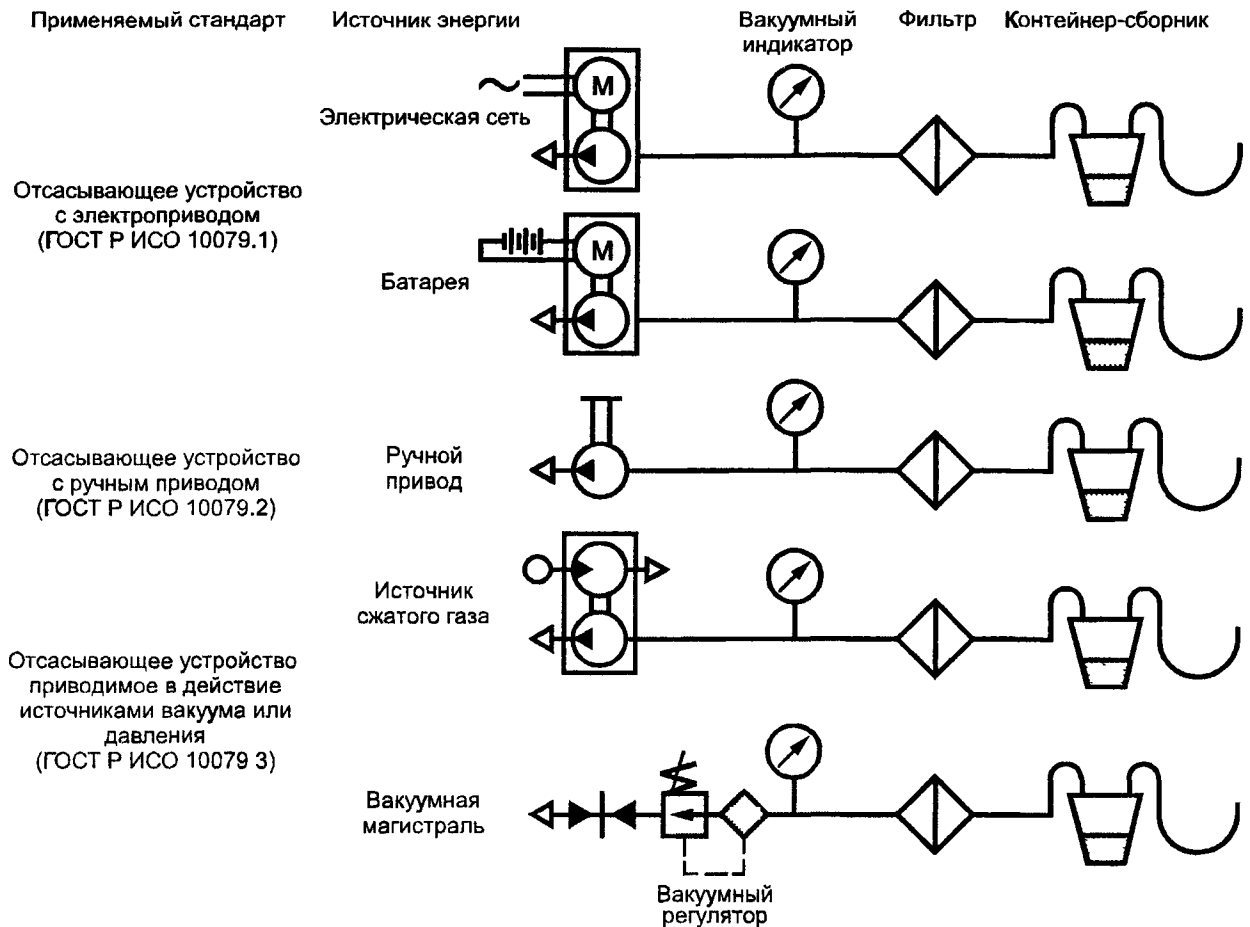 Применяемый стандарт
Источник энергии
Вакуумный
индикатор
Фильтр
Контейнер-сборник
М
Электрическая сеть
Отсасывающее устройство
с электроприводом
(ГОСТ Р ИСО 10079.1)
М
Батарея
Отсасывающее устройство
с ручным приводом
(ГОСТ Р ИСО 10079.2)
Ручной
привод
Источник
сжатого газа
Отсасывающее устройство
приводимое в действие
источниками вакуума или
давления
(ГОСТ Р ИСО 10079 3)
Вакуумная
магистраль
Вакуумный
регулятор